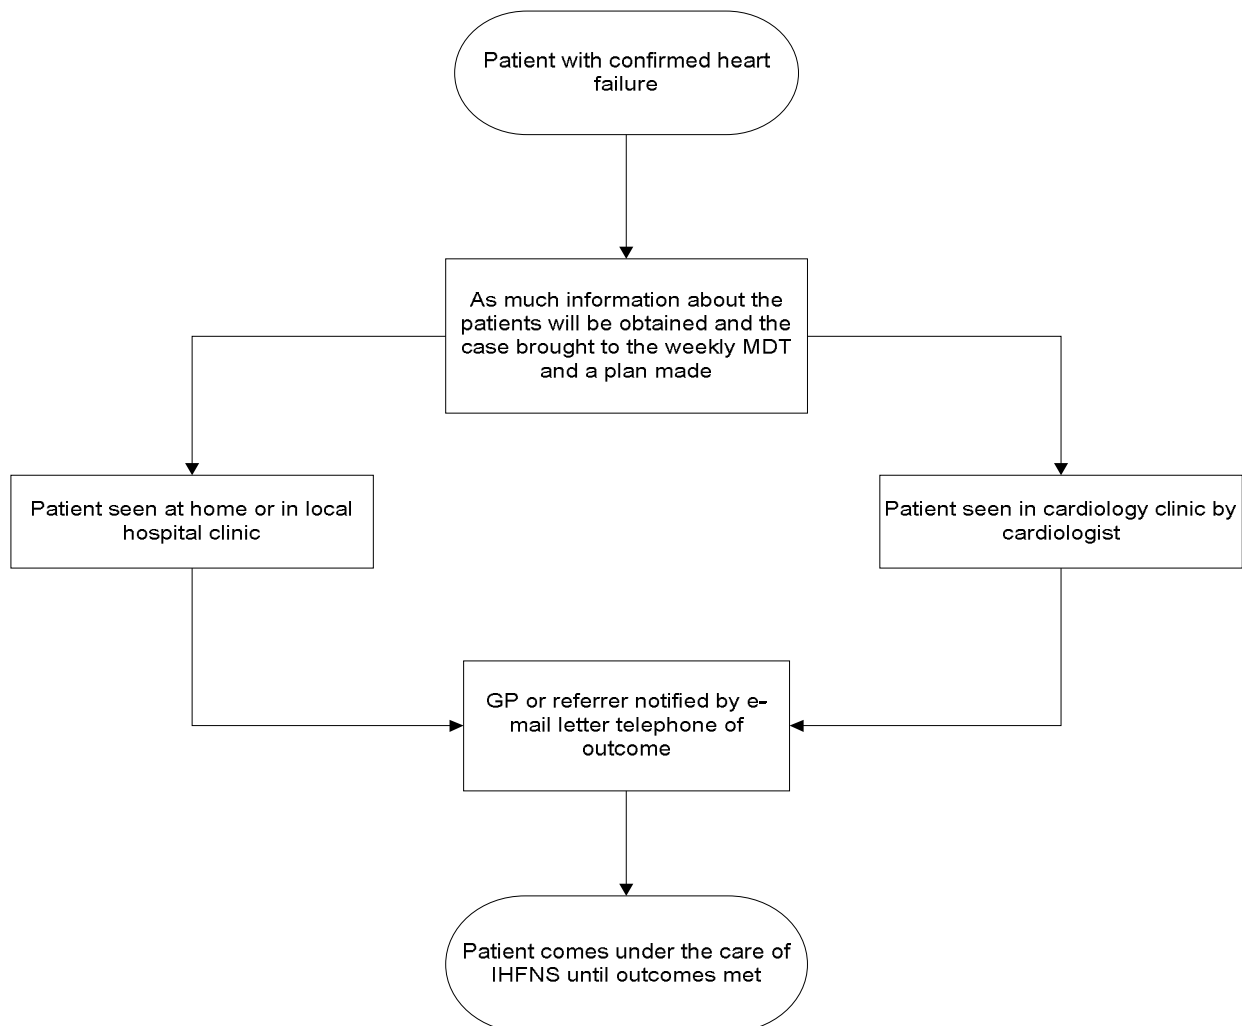 Patient with confirmed heart
failure
As much information about the
patients will be obtained and the
case brought to the weekly MDT
and a plan made
Patient seen at home or in local
hospital clinic
Patient seen in cardiology clinic by
cardiologist
GP or referrer notified by e-
mail letter telephone of
outcome
Patient comes under the care of
IHFNS until outcomes met